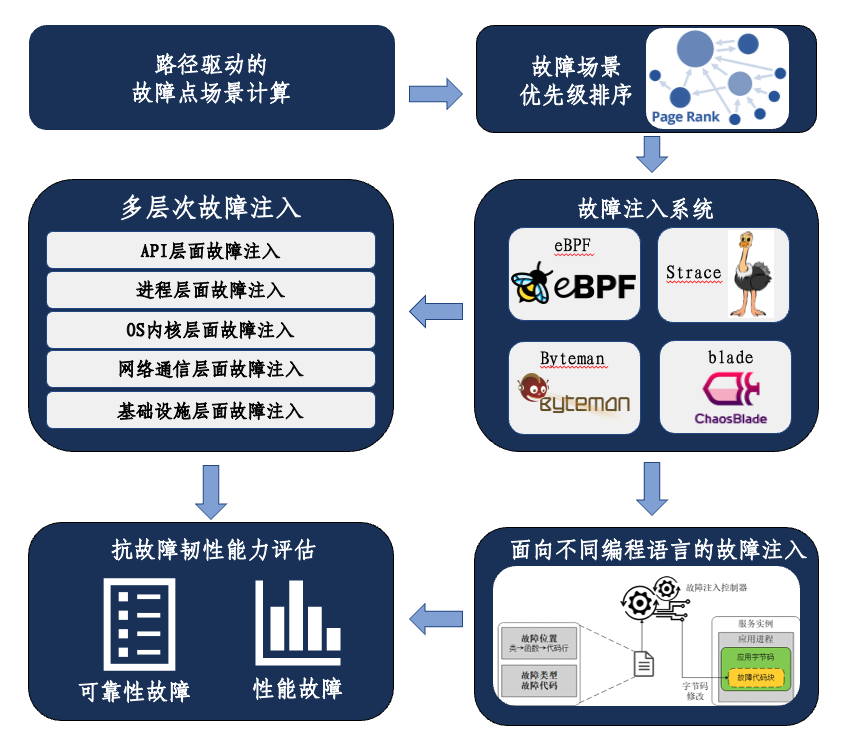 路径驱动的
故障点场景计算
故障场景
优先级排序
Page Rank
多层次故障注入
API层面故障注入
进程层面故障注入
OS内核层面故障注入
网络通信层面故障注入
基础设施层面故障注入
故障注入系统
eBPF
eBPF
Strace
Byteman
BYTEMAN
blade
ChaosBlade
抗故障韧性能力评估
可靠性故障
性能故障
面向不同编程语言的故障注入
故障注入控制器
故障位置
类→函数→代码行
故障类型
故障代码
字节码
修改
服务实例
应用进程
应用字节码
故障代码块